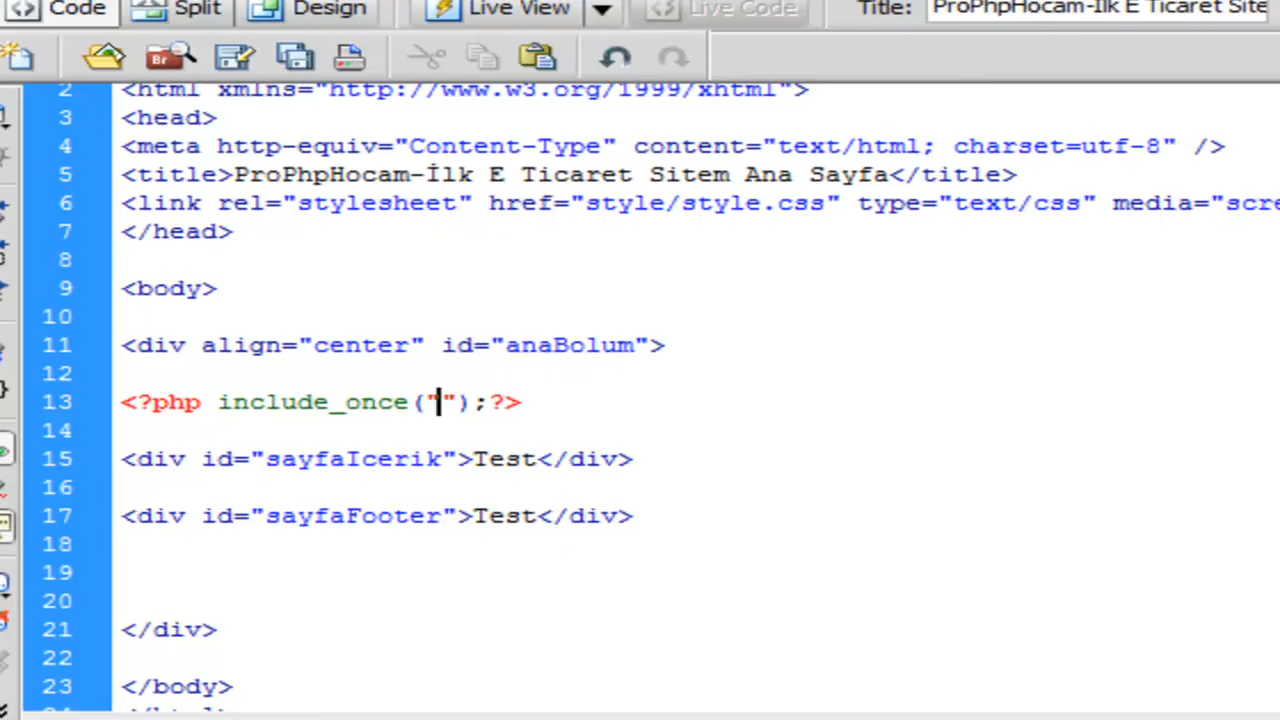 Code Split Design Live View Live Code Title: ProPhpHocam-İlk E Ticaret Site
Br
2 <html xmlns="http://www.w3.org/1999/xhtml">
3 <head>
4 <meta http-equiv="Content-Type" content="text/html; charset=utf-8" />
5 <title>ProPhpHocam-İlk E Ticaret Sitem Ana Sayfa</title>
6 <link rel="stylesheet" href="style/style.css" type="text/css" media="scre
7 </head>
8
9 <body>
10
11 <div align="center" id="anaBolum">
12
13 <?php include_once("");?>
14
15 <div id="sayfaIcerik">Test</div>
16
17 <div id="sayfaFooter">Test</div>
18
19
20
21 </div>
22
23 </body>